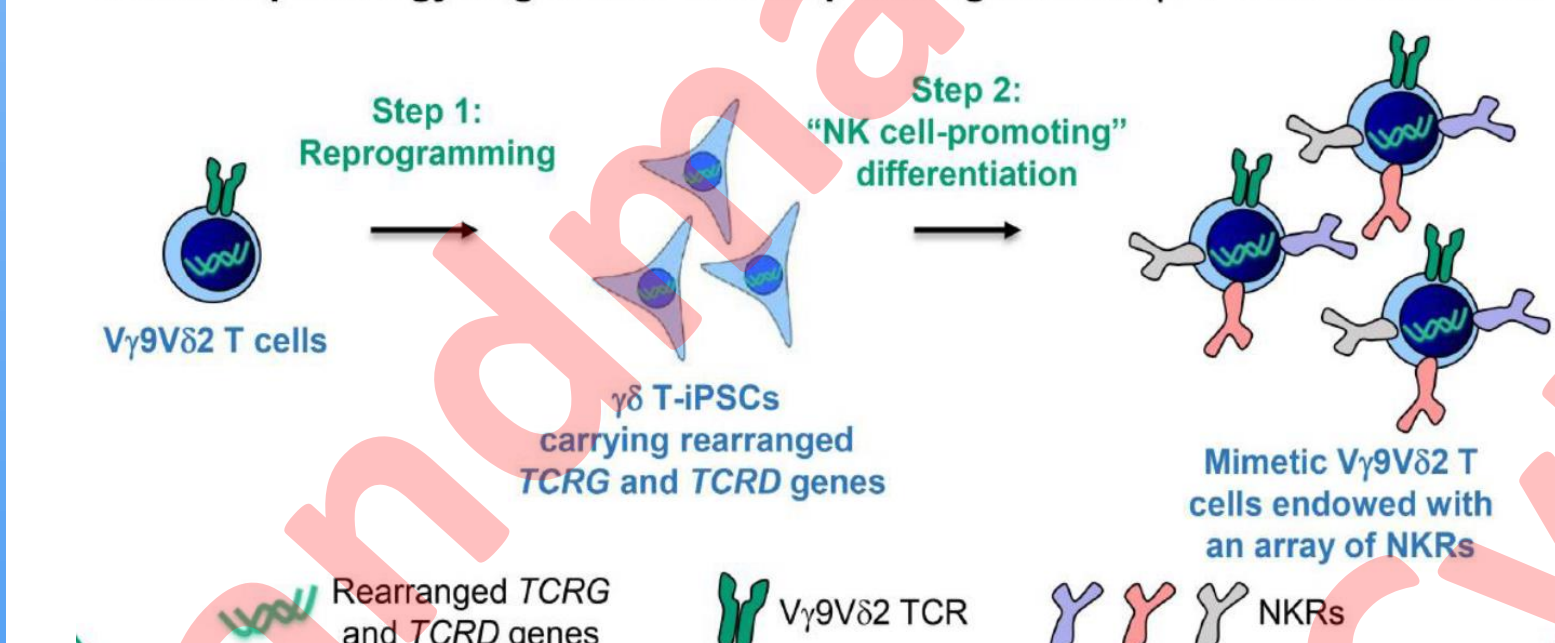 Step 1:
Reprogramming
Step 2:
“NK cell-promoting”
differentiation
Vγ9Vδ2 T cells
γδ T-iPSCs
carrying rearranged
TCRG and TCRD genes
Mimetic Vγ9Vδ2 T
cells endowed with
an array of NKRs
Rearranged TCRG
and TCRD genes
Vγ9Vδ2 TCR
NKRs